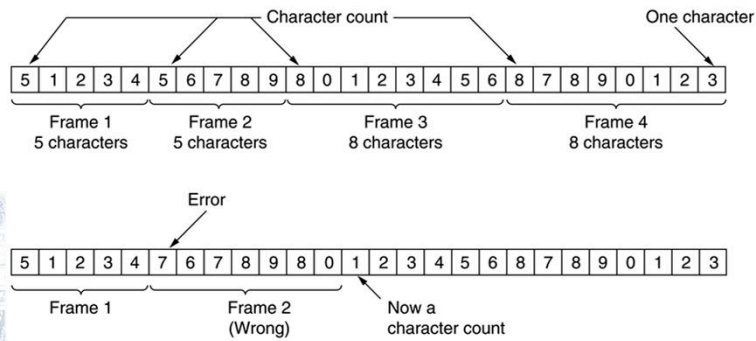 Character count
One character
5 1 2 3 4 5 6 7 8 9 8 0 1 2 3 4 5 6 8 7 8 9 0 1 2 3
Frame 1
5 characters
Frame 2
5 characters
Frame 3
8 characters
Frame 4
8 characters
Error
5 1 2 3 4 7 6 7 8 9 8 0 1 2 3 4 5 6 8 7 8 9 0 1 2 3
Frame 1
Frame 2
(Wrong)
Now a
character count